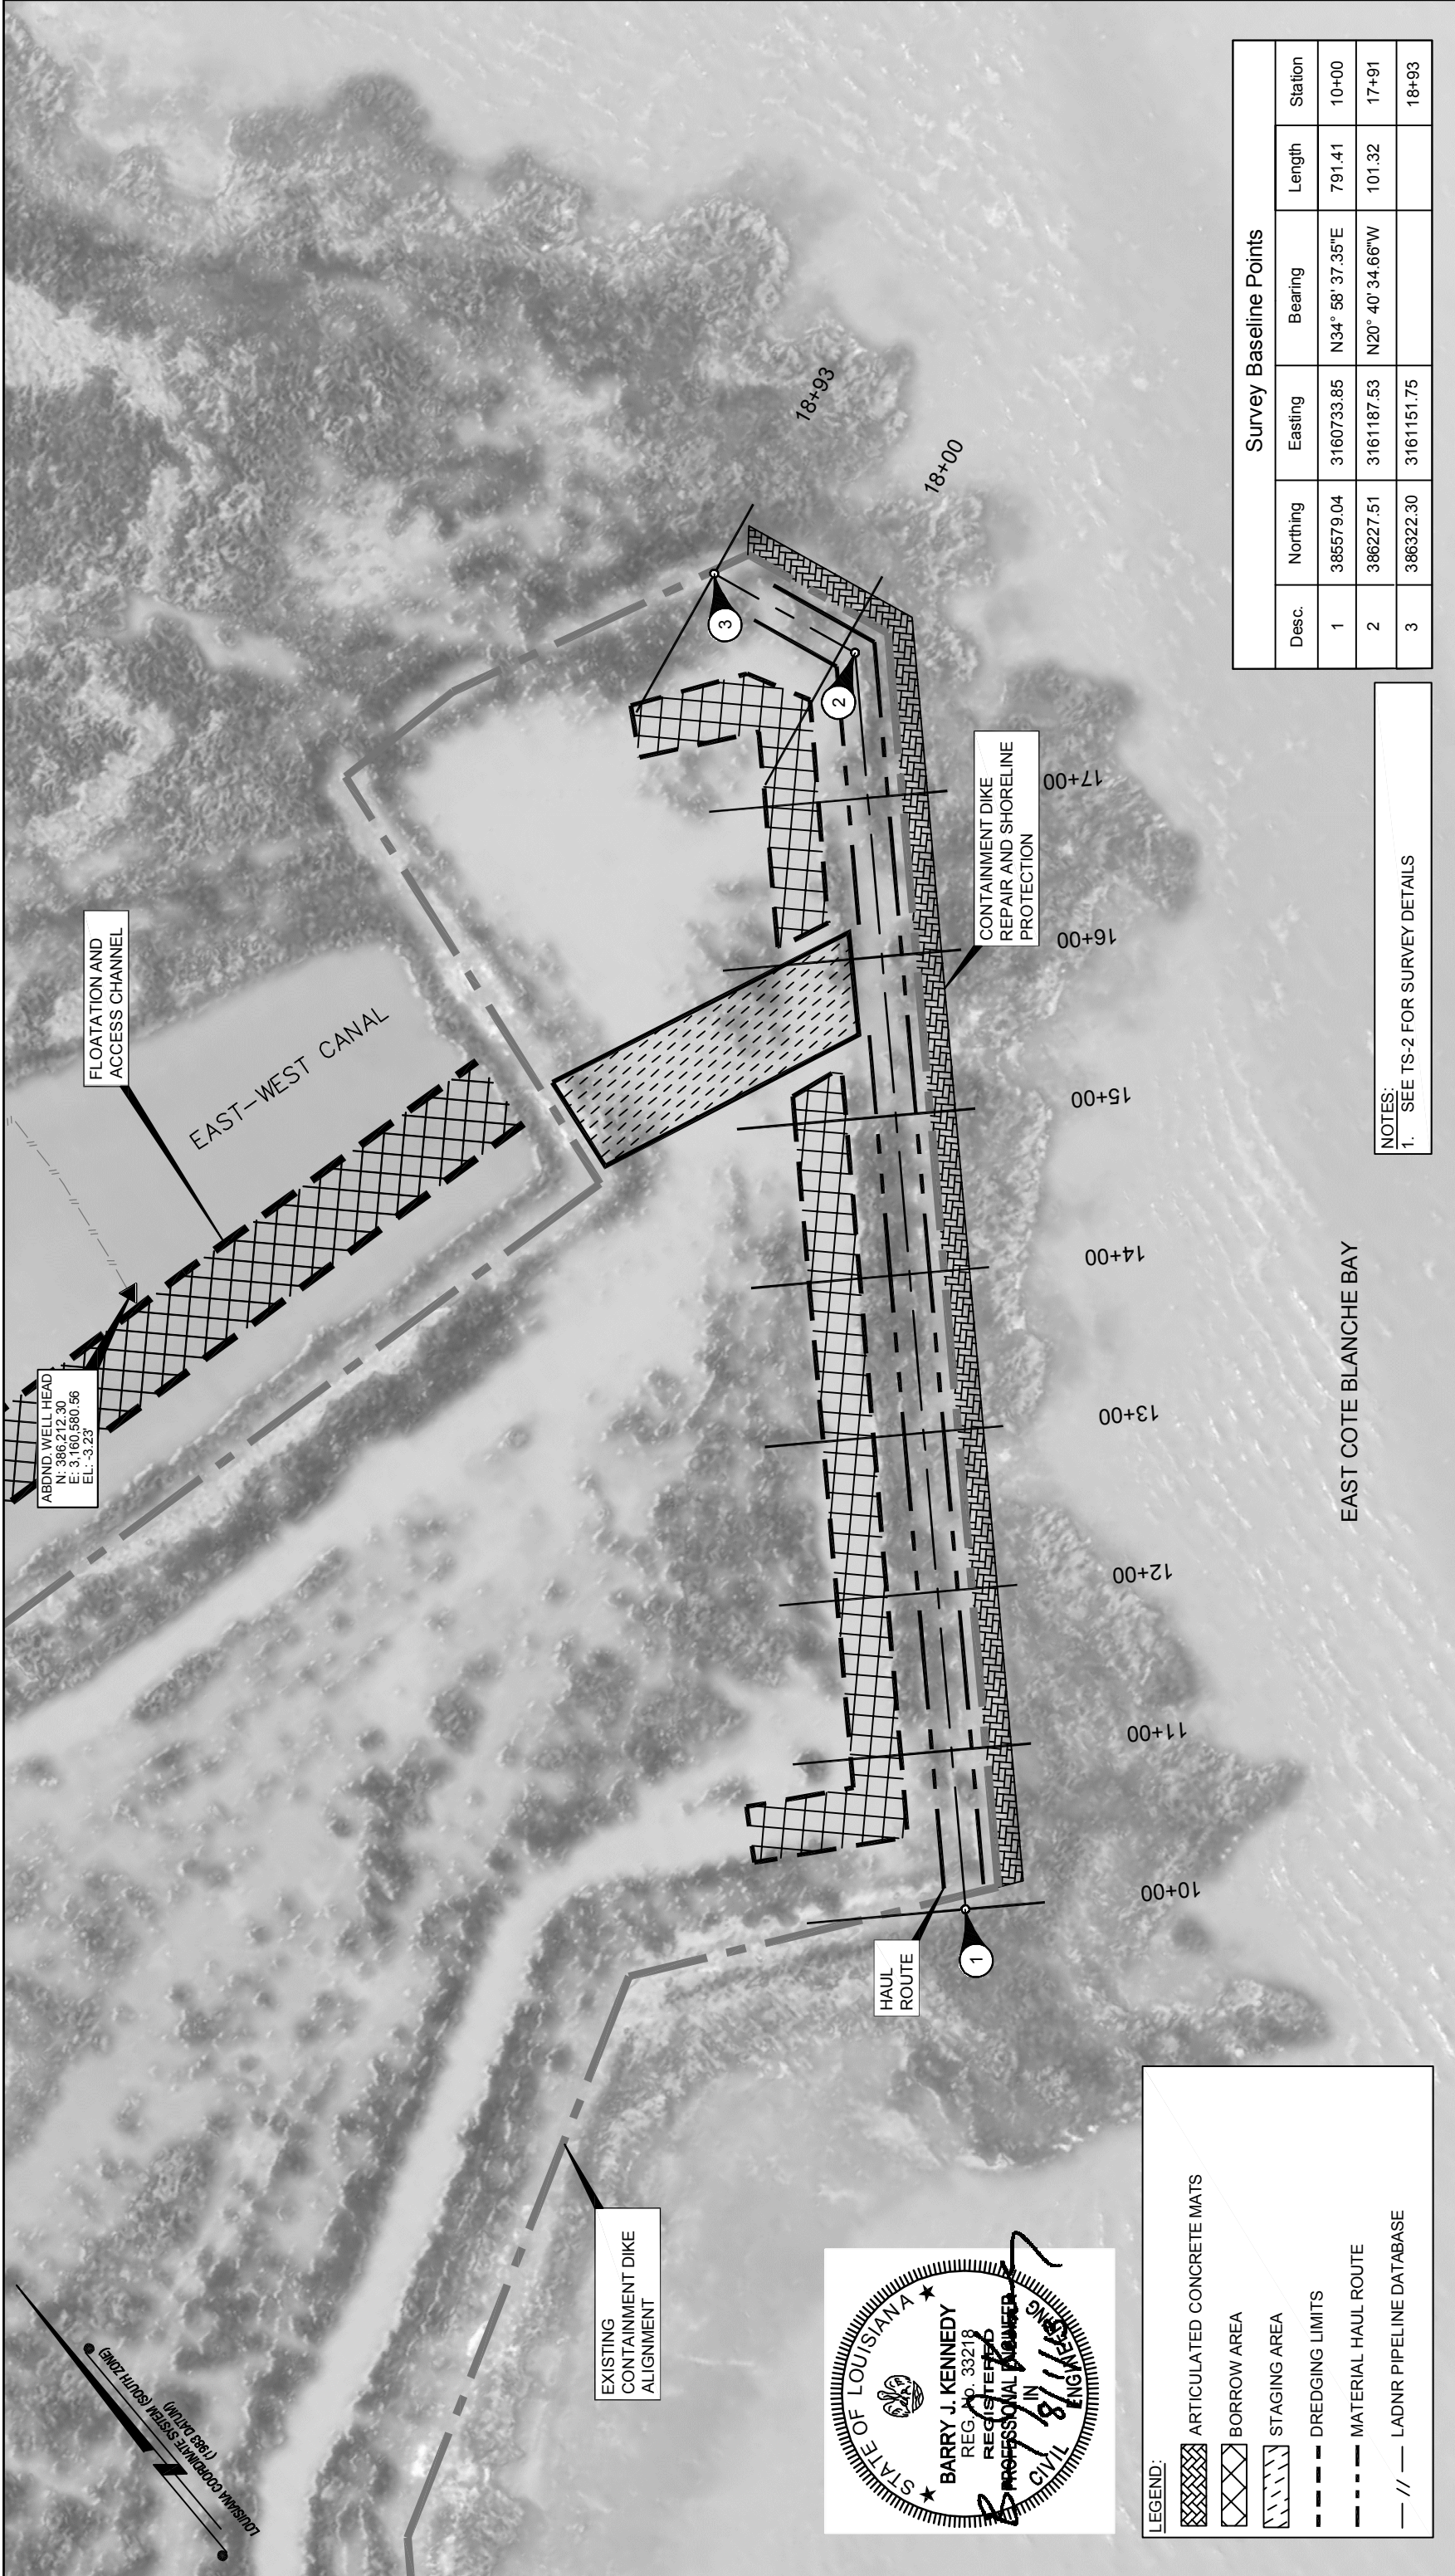 LOUISIANA COORDINATE SYSTEM (SOUTH ZONE)
(1983 DATUM)
ABDND. WELL HEAD
N: 386,212.30
E: 3,160,580.56
EL: -3.23'
FLOATATION AND
ACCESS CHANNEL
EAST-WEST CANAL
EXISTING
CONTAINMENT DIKE
ALIGNMENT
HAUL
ROUTE
1
2
3
10+00
11+00
12+00
13+00
14+00
15+00
16+00
17+00
18+00
18+93
CONTAINMENT DIKE
REPAIR AND SHORELINE
PROTECTION
EAST COTE BLANCHE BAY
STATE OF LOUISIANA
BARRY J. KENNEDY
REG. No. 33218
REGISTERED
PROFESSIONAL ENGINEER
IN
CIVIL
ENGINEERING
LEGEND:
ARTICULATED CONCRETE MATS
BORROW AREA
STAGING AREA
DREDGING LIMITS
MATERIAL HAUL ROUTE
LADNR PIPELINE DATABASE
NOTES:
1. SEE TS-2 FOR SURVEY DETAILS
Survey Baseline Points
Desc. Northing Easting Bearing Length Station
1 385579.04 3160733.85 N34° 58' 37.35"E 791.41 10+00
2 386227.51 3161187.53 N20° 40' 34.66"W 101.32 17+91
3 386322.30 3161151.75 18+93